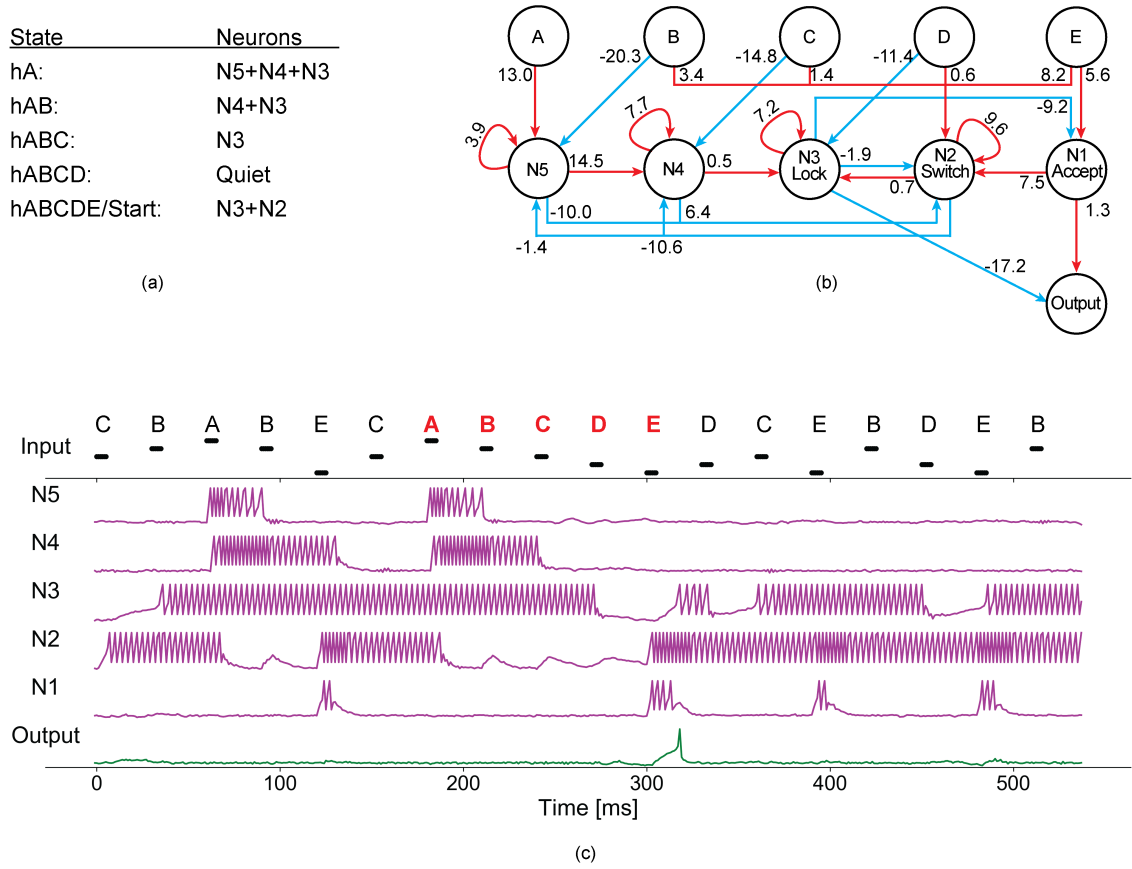 State Neurons
hA: N5+N4+N3
hAB: N4+N3
hABC: N3
hABCD: Quiet
hABCDE/Start: N3+N2
(a)
A B C D E
-20.3 -14.8 -11.4
13.0 3.4 1.4 0.6 8.2 5.6
-9.2
3.9 7.7 7.2 9.6
N5 14.5 N4 0.5 N3 Lock -1.9 N2 Switch N1 Accept
0.7 7.5
-10.0 6.4 1.3
-1.4 -10.6
-17.2
Output
(b)
C B A B E C A B C D E D C E B D E B
Input
N5
N4
N3
N2
N1
Output
0 100 200 300 400 500
Time [ms]
(c)